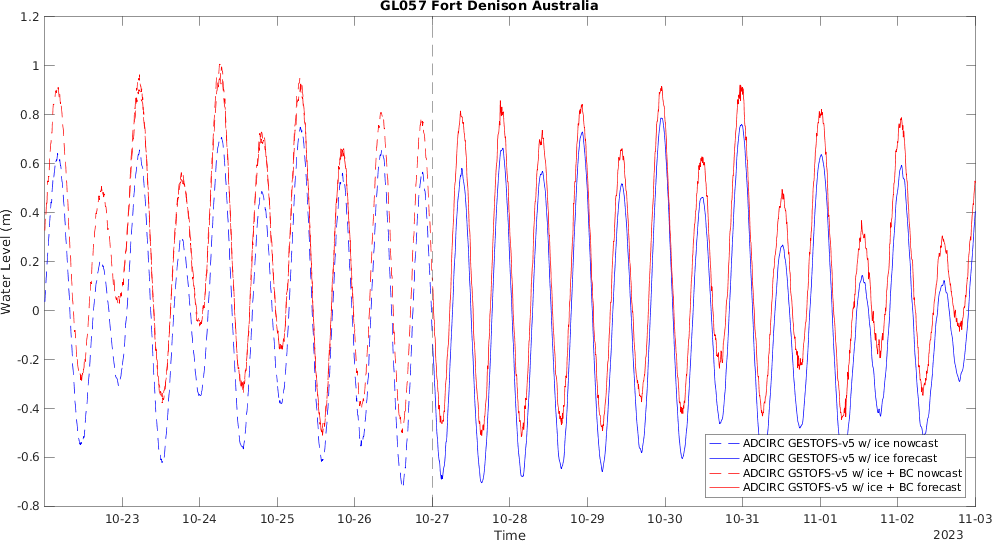 GL057 Fort Denison Australia
1.2
1
0.8
0.6
0.4
0.2
0
-0.2
-0.4
-0.6
-0.8
Water Level (m)
ADCIRC GESTOFS-v5 w/ ice nowcast
ADCIRC GESTOFS-v5 w/ ice forecast
ADCIRC GSTOFS-v5 w/ ice + BC nowcast
ADCIRC GSTOFS-v5 w/ ice + BC forecast
10-23 10-24 10-25 10-26 10-27 10-28 10-29 10-30 10-31 11-01 11-02 11-03
Time
2023